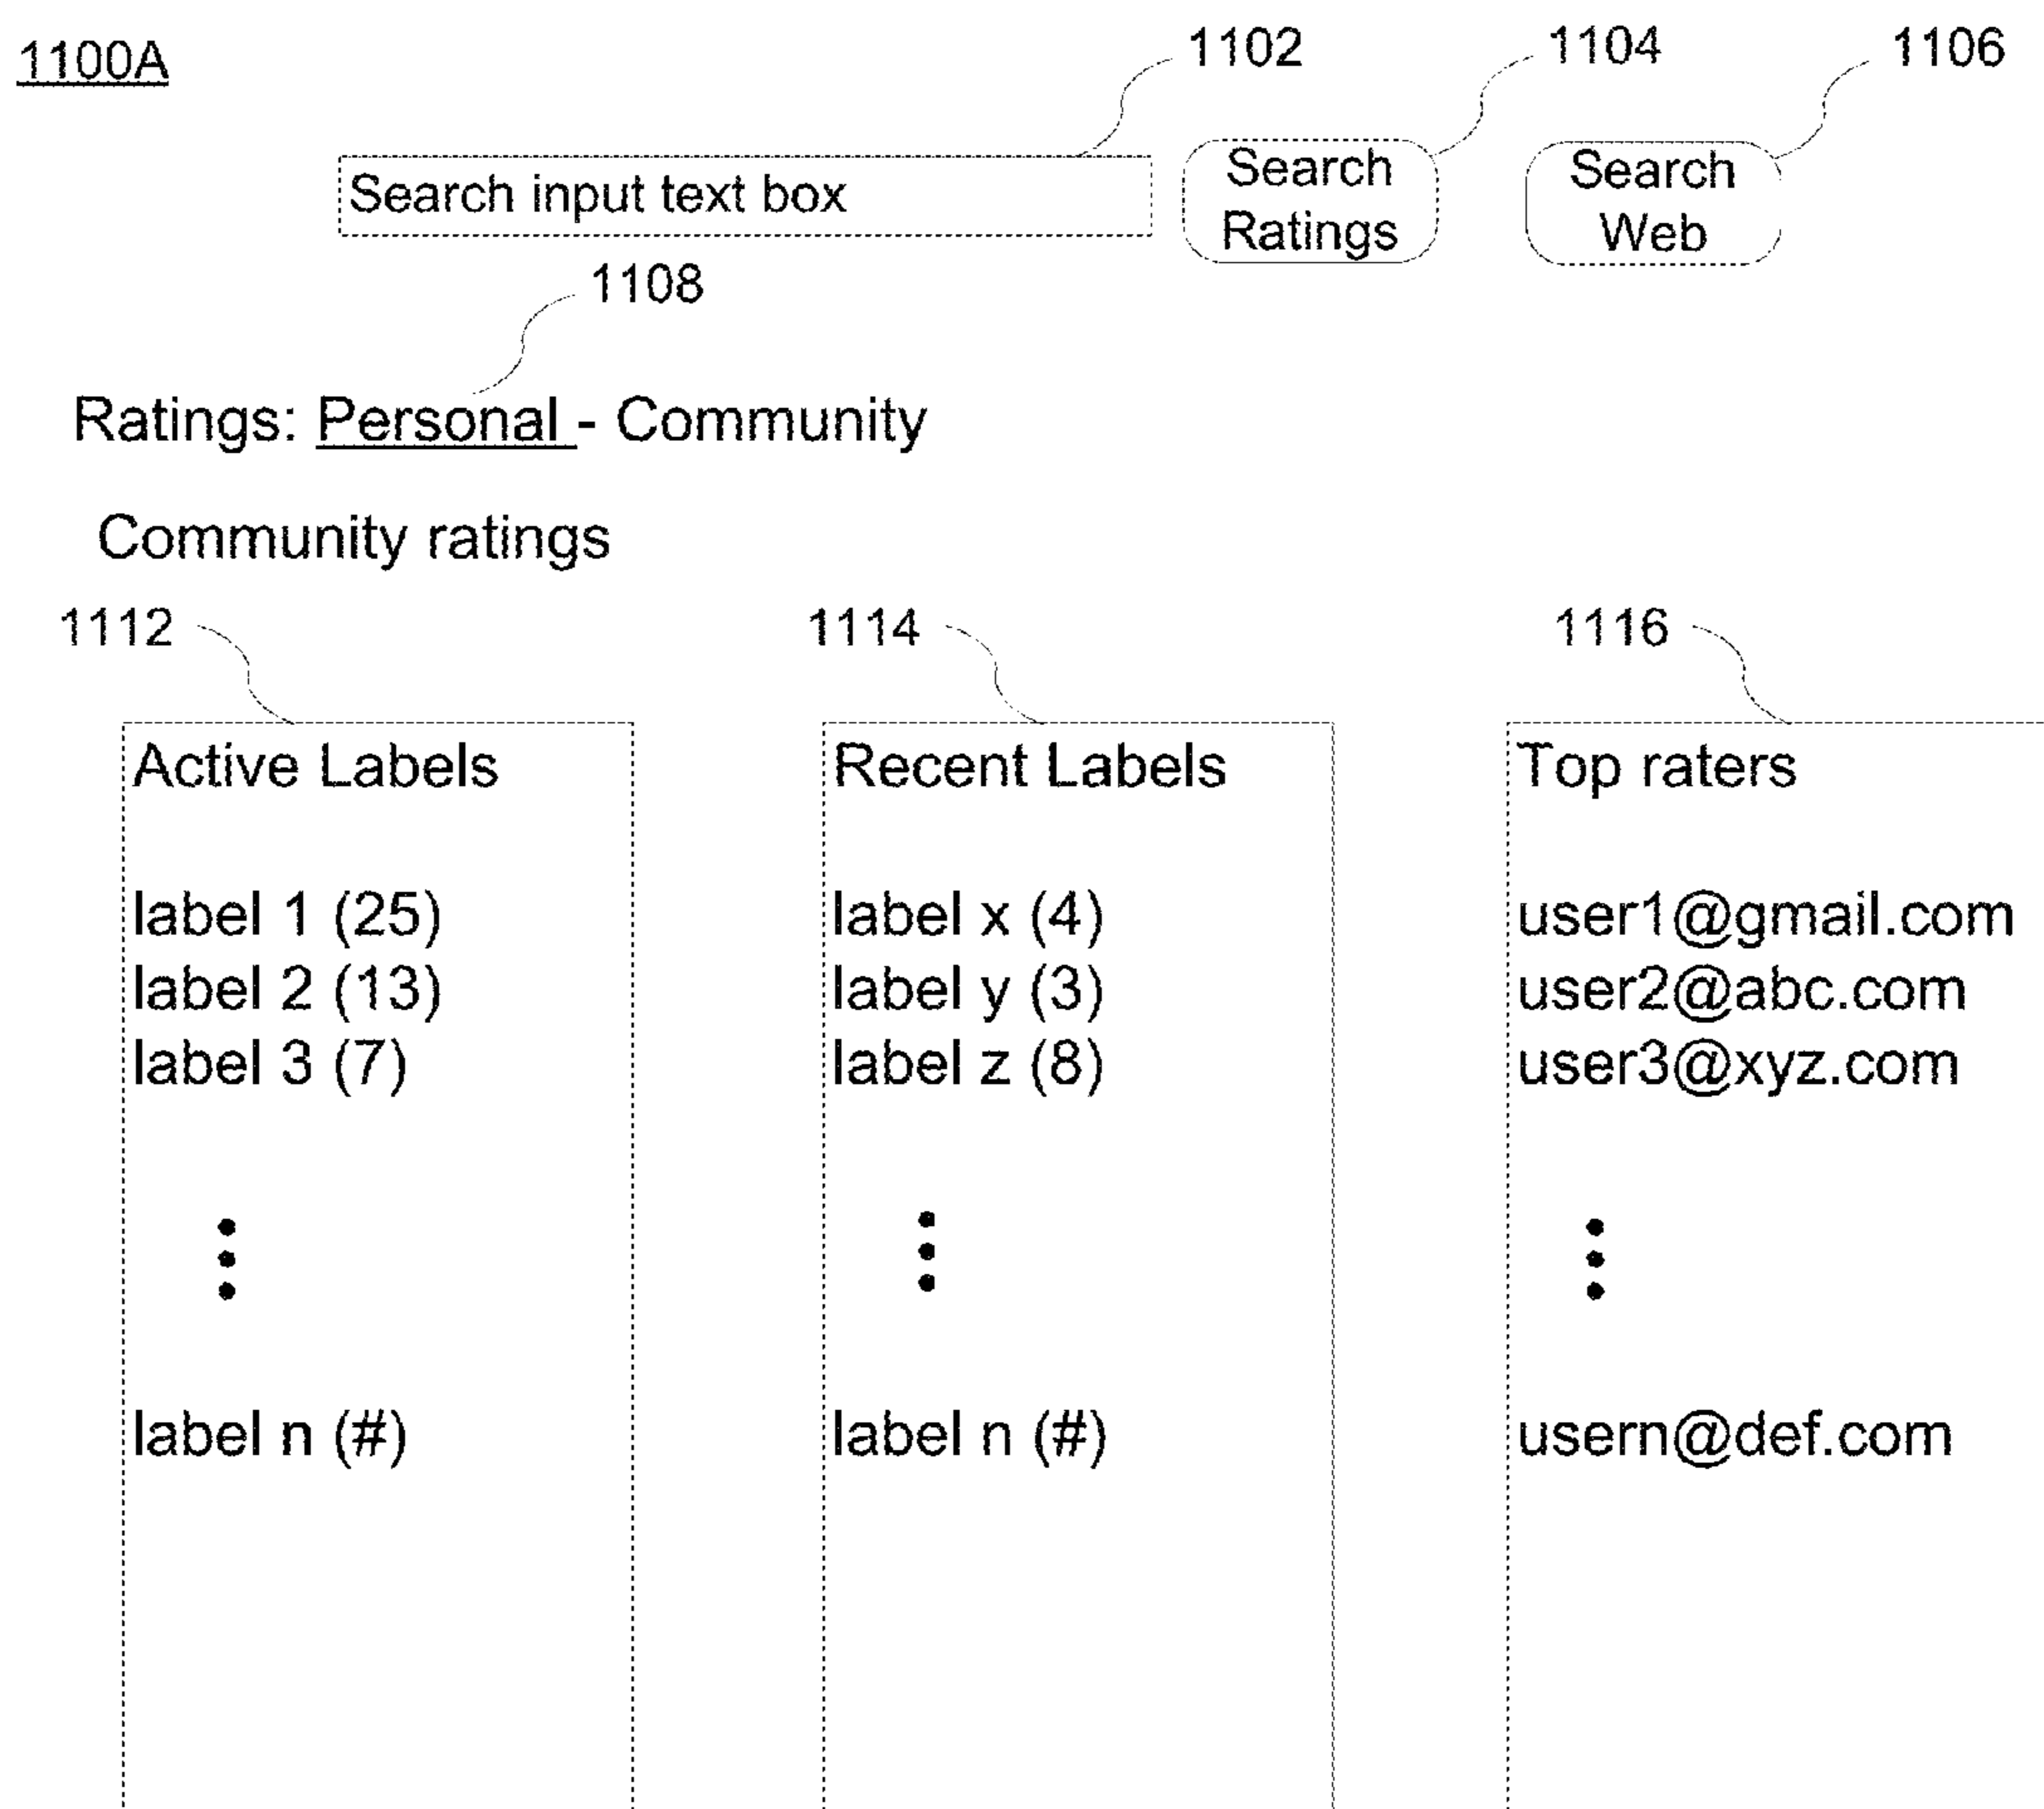 1100A
1102
1104
1106
Search input text box
Search
Ratings
Search
Web
1108
Ratings: Personal - Community
Community ratings
1112
Active Labels
label 1 (25)
label 2 (13)
label 3 (7)
label n (#)
1114
Recent Labels
label x (4)
label y (3)
label z (8)
label n (#)
1116
Top raters
user1@gmail.com
user2@abc.com
user3@xyz.com
usern@def.com